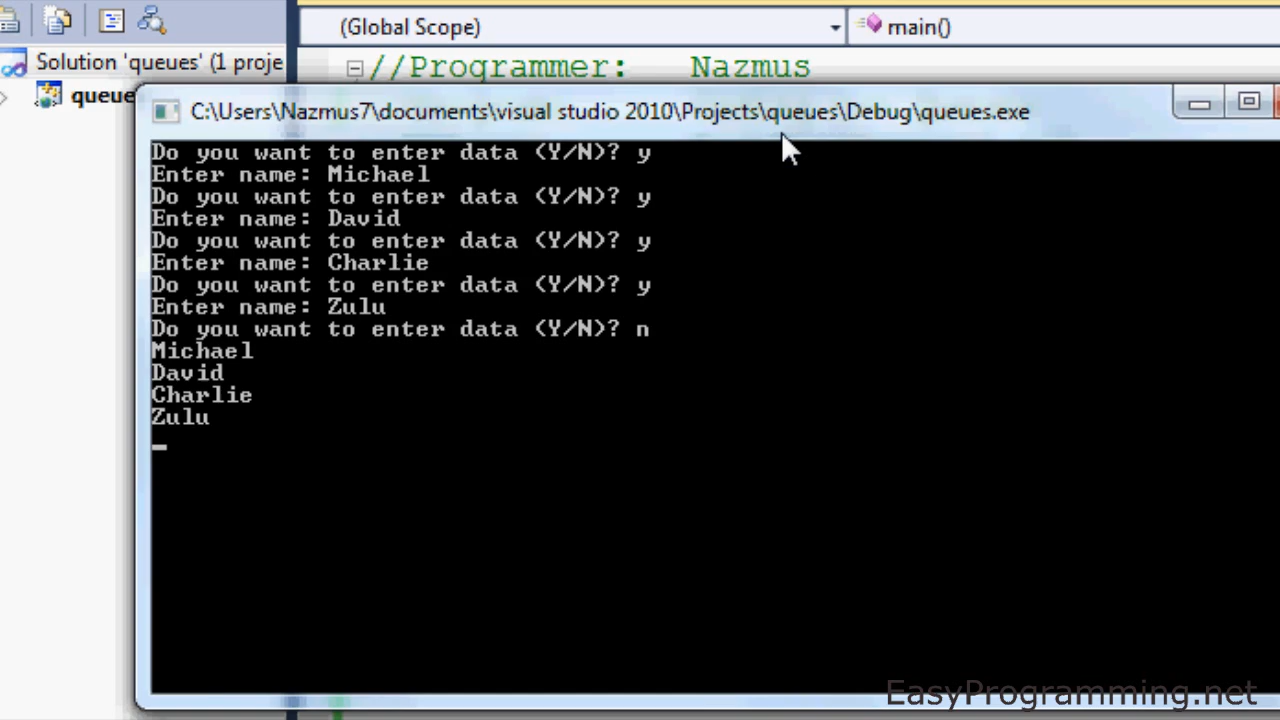 (Global Scope)
main()
Solution 'queues' (1 proje
//Programmer: Nazmus
queue
C:\Users\Nazmus7\documents\visual studio 2010\Projects\queues\Debug\queues.exe
Do you want to enter data (Y/N)? y
Enter name: Michael
Do you want to enter data (Y/N)? y
Enter name: David
Do you want to enter data (Y/N)? y
Enter name: Charlie
Do you want to enter data (Y/N)? y
Enter name: Zulu
Do you want to enter data (Y/N)? n
Michael
David
Charlie
Zulu
EasyProgramming.net